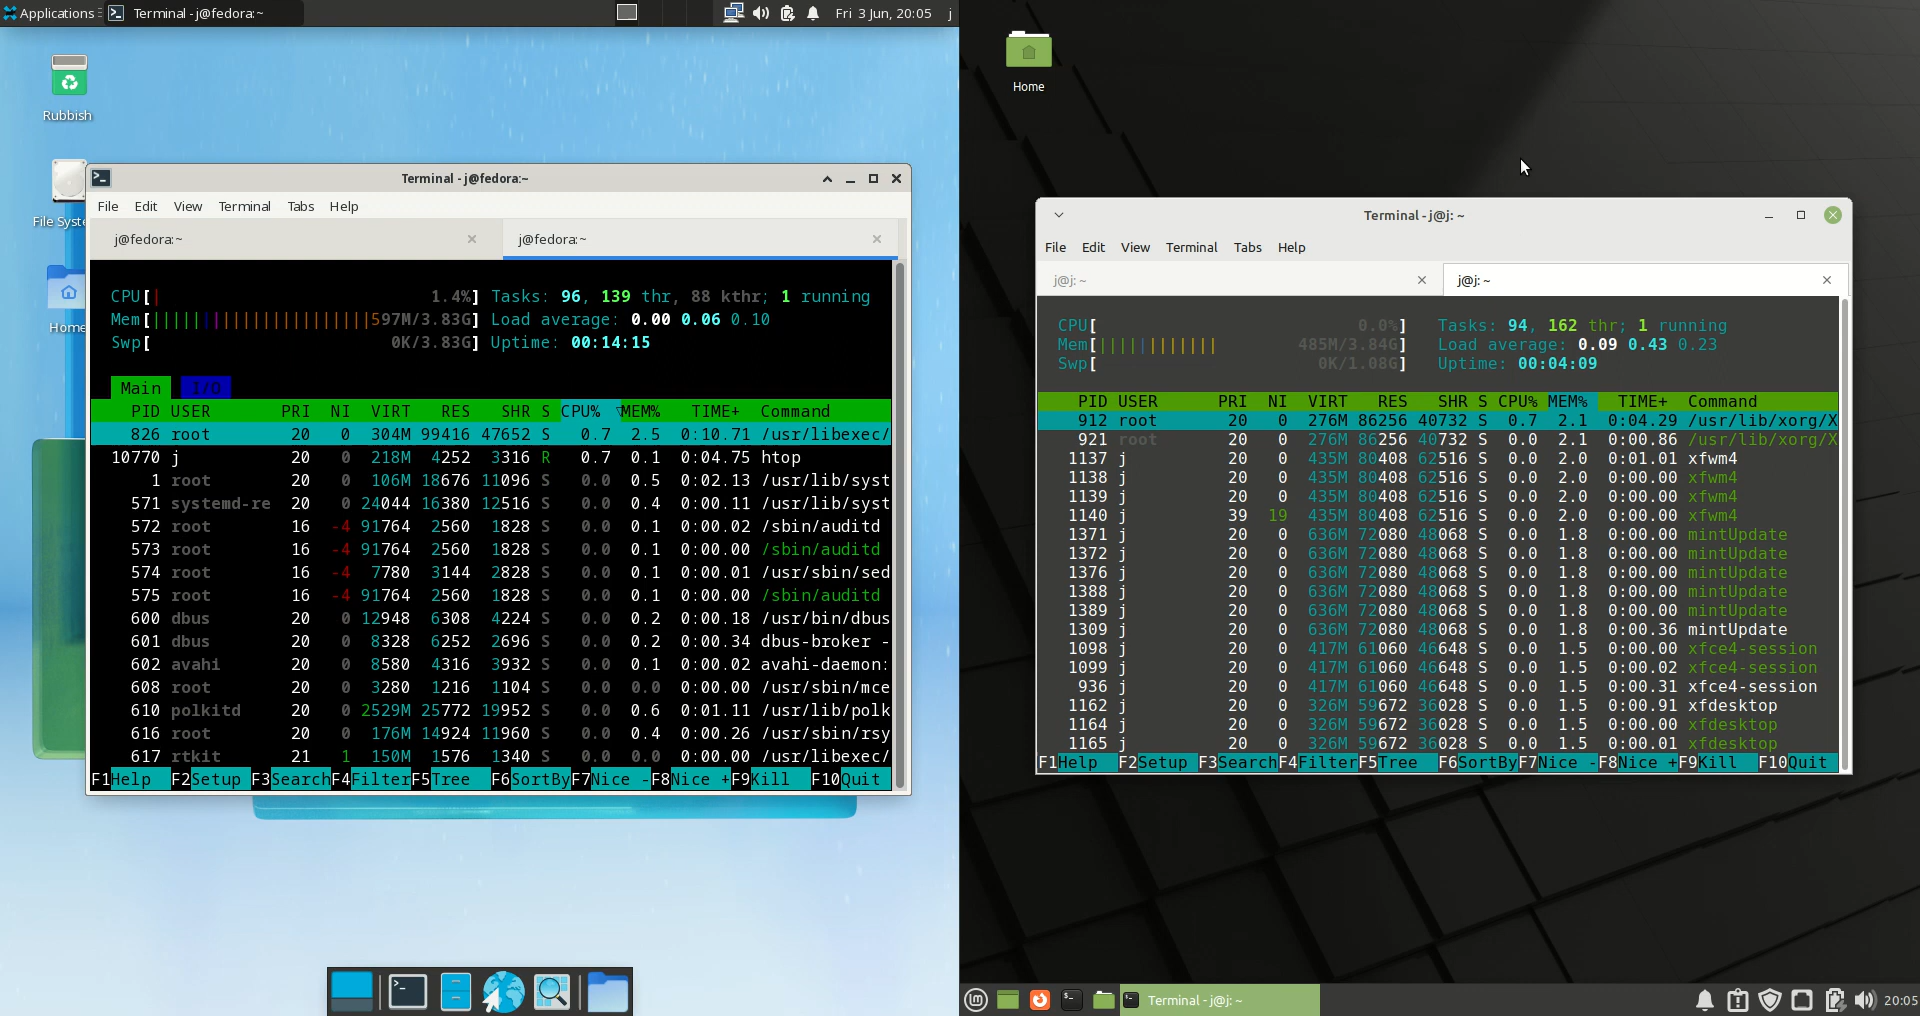 Applications
Terminal - j@fedora:~
Fri 3 Jun, 20:05
j
Rubbish
File Syste
Home
Terminal - j@fedora:~
File Edit View Terminal Tabs Help
j@fedora:~
j@fedora:~
CPU[| 1.4%] Tasks: 96, 139 thr, 88 kthr; 1 running
Mem[||||||||||||||||||||||597M/3.83G] Load average: 0.00 0.06 0.10
Swp[ 0K/3.83G] Uptime: 00:14:15
Main I/O
PID USER PRI NI VIRT RES SHR S CPU% ▽MEM% TIME+ Command
826 root 20 0 304M 99416 47652 S 0.7 2.5 0:10.71 /usr/libexec/
10770 j 20 0 218M 4252 3316 R 0.7 0.1 0:04.75 htop
1 root 20 0 106M 18676 11096 S 0.0 0.5 0:02.13 /usr/lib/syst
571 systemd-re 20 0 24044 16380 12516 S 0.0 0.4 0:00.11 /usr/lib/syst
572 root 16 -4 91764 2560 1828 S 0.0 0.1 0:00.02 /sbin/auditd
573 root 16 -4 91764 2560 1828 S 0.0 0.1 0:00.00 /sbin/auditd
574 root 16 -4 7780 3144 2828 S 0.0 0.1 0:00.01 /usr/sbin/sed
575 root 16 -4 91764 2560 1828 S 0.0 0.1 0:00.00 /sbin/auditd
600 dbus 20 0 12948 6308 4224 S 0.0 0.2 0:00.18 /usr/bin/dbus
601 dbus 20 0 8328 6252 2696 S 0.0 0.2 0:00.34 dbus-broker -
602 avahi 20 0 8580 4316 3932 S 0.0 0.1 0:00.02 avahi-daemon:
608 root 20 0 3280 1216 1104 S 0.0 0.0 0:00.00 /usr/sbin/mce
610 polkitd 20 0 2529M 25772 19952 S 0.0 0.6 0:01.11 /usr/lib/polk
616 root 20 0 176M 14924 11960 S 0.0 0.4 0:00.26 /usr/sbin/rsy
617 rtkit 21 1 150M 1576 1340 S 0.0 0.0 0:00.00 /usr/libexec/
F1Help F2Setup F3SearchF4FilterF5Tree F6SortByF7Nice -F8Nice +F9Kill F10Quit
Home
Terminal - j@j: ~
File Edit View Terminal Tabs Help
j@j: ~
j@j: ~
CPU[ 0.0%] Tasks: 94, 162 thr; 1 running
Mem[|||||||||||| 485M/3.84G] Load average: 0.09 0.43 0.23
Swp[ 0K/1.08G] Uptime: 00:04:09
PID USER PRI NI VIRT RES SHR S CPU% MEM% TIME+ Command
912 root 20 0 276M 86256 40732 S 0.7 2.1 0:04.29 /usr/lib/xorg/X
921 root 20 0 276M 86256 40732 S 0.0 2.1 0:00.86 /usr/lib/xorg/X
1137 j 20 0 435M 80408 62516 S 0.0 2.0 0:01.01 xfwm4
1138 j 20 0 435M 80408 62516 S 0.0 2.0 0:00.00 xfwm4
1139 j 20 0 435M 80408 62516 S 0.0 2.0 0:00.00 xfwm4
1140 j 39 19 435M 80408 62516 S 0.0 2.0 0:00.00 xfwm4
1371 j 20 0 636M 72080 48068 S 0.0 1.8 0:00.00 mintUpdate
1372 j 20 0 636M 72080 48068 S 0.0 1.8 0:00.00 mintUpdate
1376 j 20 0 636M 72080 48068 S 0.0 1.8 0:00.00 mintUpdate
1388 j 20 0 636M 72080 48068 S 0.0 1.8 0:00.00 mintUpdate
1389 j 20 0 636M 72080 48068 S 0.0 1.8 0:00.00 mintUpdate
1309 j 20 0 636M 72080 48068 S 0.0 1.8 0:00.36 mintUpdate
1098 j 20 0 417M 61060 46648 S 0.0 1.5 0:00.00 xfce4-session
1099 j 20 0 417M 61060 46648 S 0.0 1.5 0:00.02 xfce4-session
936 j 20 0 417M 61060 46648 S 0.0 1.5 0:00.31 xfce4-session
1162 j 20 0 326M 59672 36028 S 0.0 1.5 0:00.91 xfdesktop
1164 j 20 0 326M 59672 36028 S 0.0 1.5 0:00.00 xfdesktop
1165 j 20 0 326M 59672 36028 S 0.0 1.5 0:00.01 xfdesktop
F1Help F2Setup F3SearchF4FilterF5Tree F6SortByF7Nice -F8Nice +F9Kill F10Quit
Terminal - j@j: ~
20:05